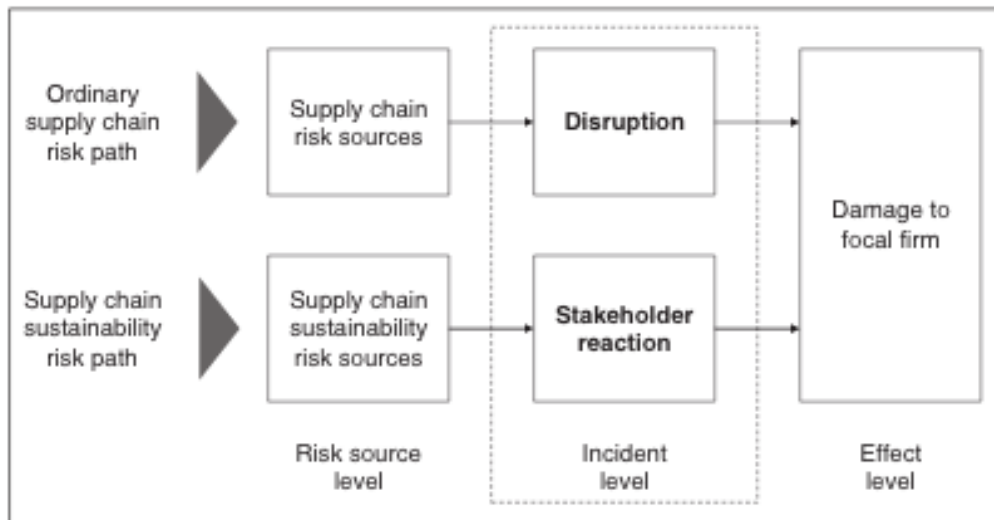 Ordinary
supply chain
risk path
Supply chain
risk sources
Disruption
Damage to
focal firm
Supply chain
sustainability
risk path
Supply chain
sustainability
risk sources
Stakeholder
reaction
Risk source
level
Incident
level
Effect
level